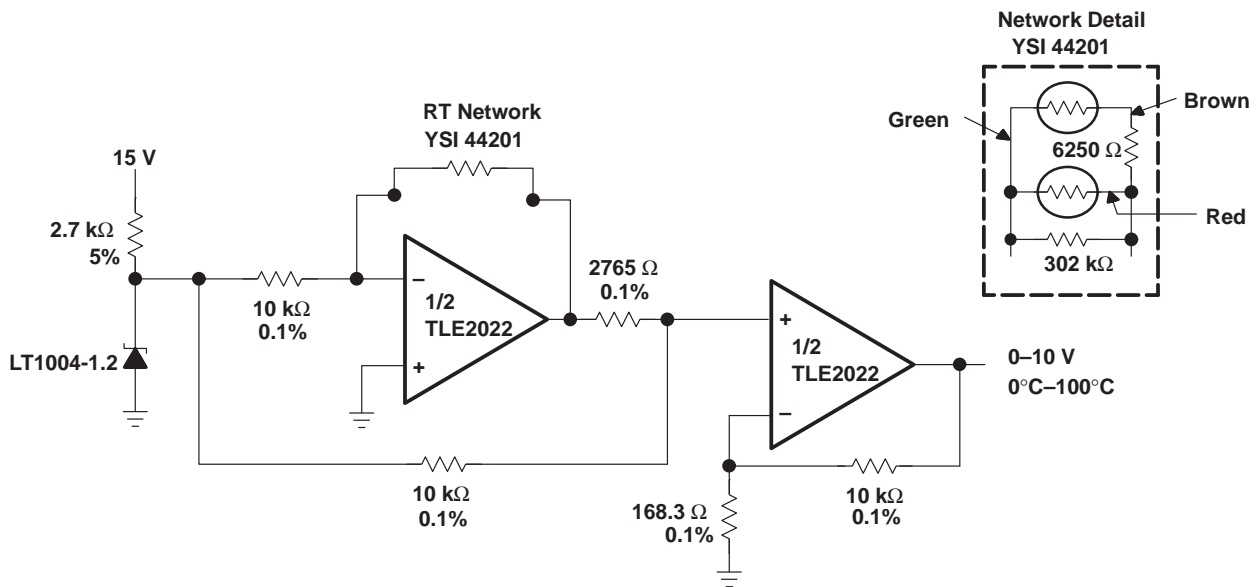 Network Detail
YSI 44201
Green
Brown
6250 Ω
Red
302 kΩ
RT Network
YSI 44201
15 V
2.7 kΩ
5%
10 kΩ
0.1%
LT1004-1.2
−
1/2
TLE2022
+
2765 Ω
0.1%
+
1/2
TLE2022
−
0–10 V
0°C–100°C
10 kΩ
0.1%
168.3 Ω
0.1%
10 kΩ
0.1%